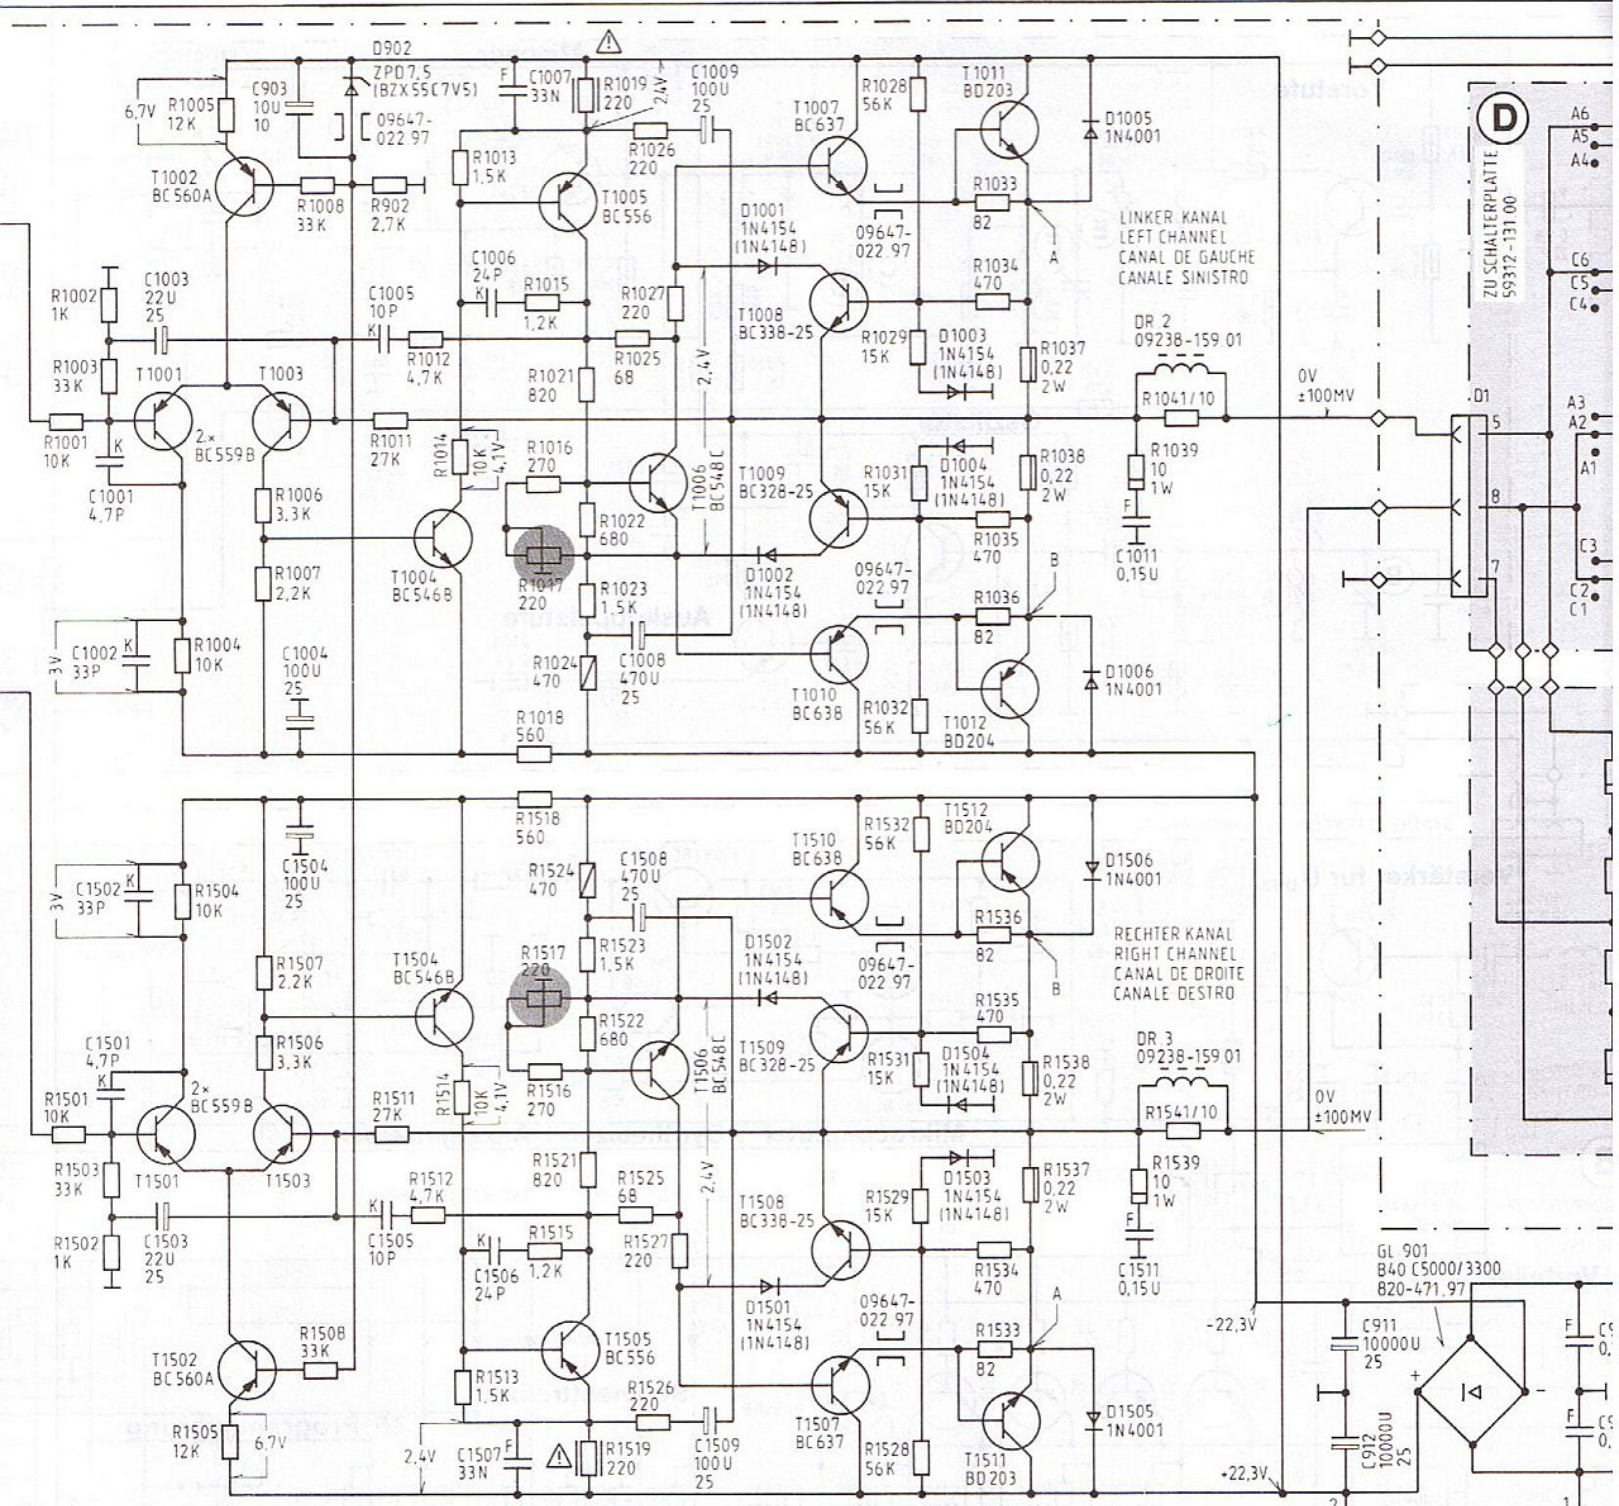 D902
ZPD7,5
(BZX55C7V5)
09647-
022.97
6,7V
R1005
12K
C903
10U
10
T1002
BC560A
R1008
33K
R902
2,7K
F
C1007
33N
R1019
220
2,4V
C1009
100U
25
R1026
220
R1013
1,5K
T1005
BC556
C1006
24P
K
R1015
1,2K
R1027
220
T1007
BC637
R1028
56K
T1011
BD203
D1005
1N4001
R1033
82
A
09647-
022.97
D1001
1N4154
(1N4148)
T1008
BC338-25
R1034
470
R1029
15K
D1003
1N4154
(1N4148)
R1037
0,22
2W
LINKER KANAL
LEFT CHANNEL
CANAL DE GAUCHE
CANALE SINISTRO
DR.2
09238-159.01
R1041/10
0V
±100MV
ZU SCHALTERPLATTE
59312-131.00
D
A6
A5
A4
C6
C5
C4
A3
A2
A1
C3
C2
C1
D1
5
8
7
R1002
1K
R1003
33K
C1003
22U
25
C1005
10P
K
R1012
4,7K
R1025
68
R1021
820
2,4V
T1001
T1003
2.×
BC559B
R1001
10K
K
C1001
4,7P
R1011
27K
R1014
10K
4,1V
R1016
270
T1006
BC548C
T1009
BC328-25
R1031
15K
D1004
1N4154
(1N4148)
R1038
0,22
2W
R1039
10
1W
F
C1011
0,15U
R1006
3,3K
R1007
2,2K
T1004
BC546B
R1022
680
R1017
220
R1023
1,5K
D1002
1N4154
(1N4148)
R1035
470
09647-
022.97
R1036
82
B
3V
C1002
33P
K
R1004
10K
C1004
100U
25
R1024
470
C1008
470U
25
R1018
560
T1010
BC638
R1032
56K
T1012
BD204
D1006
1N4001
R1518
560
3V
C1502
33P
K
R1504
10K
C1504
100U
25
R1524
470
C1508
470U
25
T1510
BC638
R1532
56K
T1512
BD204
D1506
1N4001
R1536
82
B
09647-
022.97
RECHTER KANAL
RIGHT CHANNEL
CANAL DE DROITE
CANALE DESTRO
R1507
2.2K
T1504
BC546B
R1517
220
R1523
1.5K
D1502
1N4154
(1N4148)
R1506
3,3K
R1522
680
T1506
BC548C
T1509
BC328-25
R1535
470
R1531
15K
D1504
1N4154
(1N4148)
R1538
0,22
2W
DR.3
09238-159 01
R1541/10
0V
±100MV
C1501
4,7P
K
R1501
10K
2×
BC559B
R1511
27K
R1514
10K
4,1V
R1516
270
R1503
33K
T1501
T1503
R1512
4,7K
R1521
820
R1525
68
2,4V
T1508
BC338-25
R1529
15K
D1503
1N4154
(1N4148)
R1537
0,22
2W
R1539
10
1W
F
C1511
0,15U
R1502
1K
C1503
22U
25
K
C1505
10P
K
C1506
24P
R1515
1,2K
R1527
220
R1534
470
D1501
1N4154
(1N4148)
09647-
022.97
R1533
82
A
T1502
BC560A
R1508
33K
R1505
12K
6,7V
R1513
1,5K
T1505
BC556
R1526
220
2,4V
C1507
33N
F
R1519
220
C1509
100U
25
T1507
BC637
R1528
56K
T1511
BD203
D1505
1N4001
-22,3V
+22,3V
GL 901
B40 C5000/3300
820-471.97
C911
10000U
25
C912
10000U
25
+
-
F
F
2
1